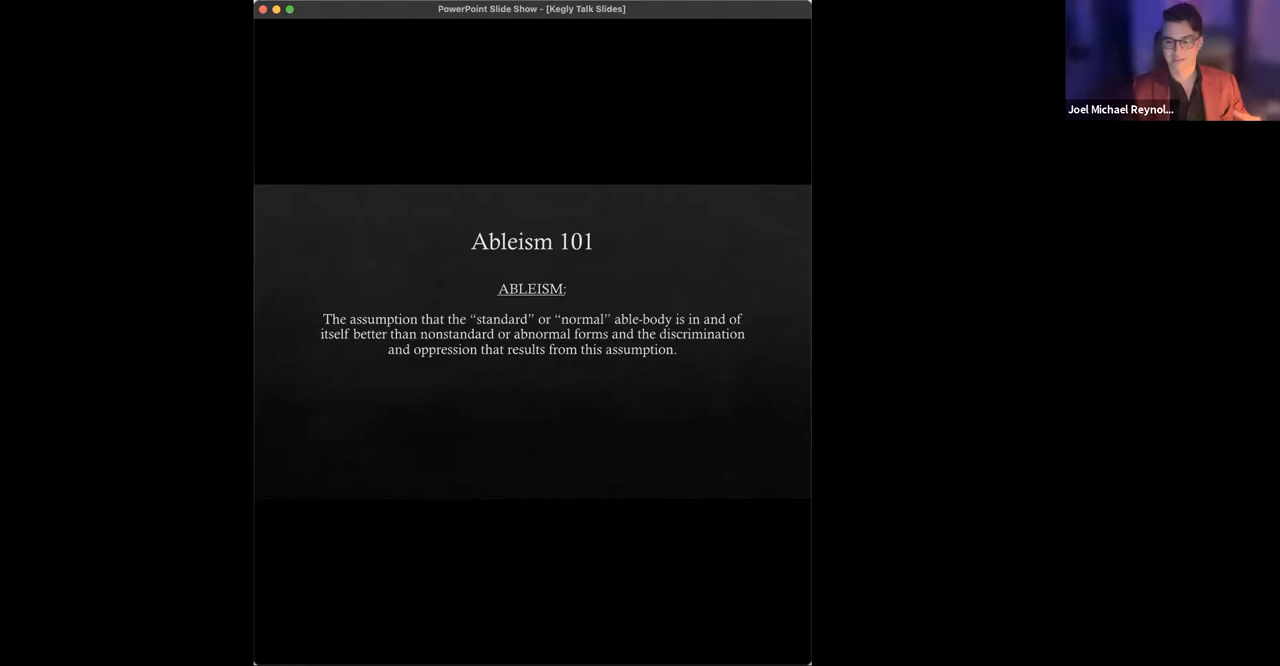 PowerPoint Slide Show - [Kegly Talk Slides]
Joel Michael Reynol...
Ableism 101
ABLEISM:
The assumption that the “standard” or “normal” able-body is in and of
itself better than nonstandard or abnormal forms and the discrimination
and oppression that results from this assumption.